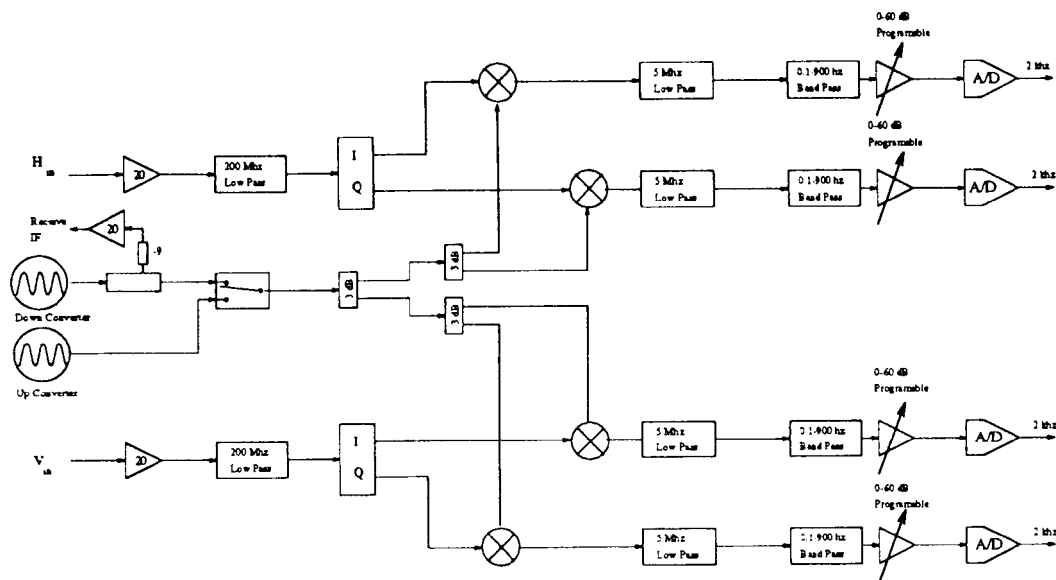 0-60 dB
Programable
5 Mhz
Low Pass
0.1-900 hz
Band Pass
A/D
2 khz
0-60 dB
Programable
H in
20
200 Mhz
Low Pass
I
Q
5 Mhz
Low Pass
0.1-900 hz
Band Pass
A/D
2 khz
Receive
IF
20
-9
3 dB
3 dB
3 dB
Down Converter
Up Converter
0-60 dB
Programable
V in
20
200 Mhz
Low Pass
I
Q
5 Mhz
Low Pass
0.1-900 hz
Band Pass
A/D
2 khz
0-60 dB
Programable
5 Mhz
Low Pass
0.1-900 hz
Band Pass
A/D
2 khz